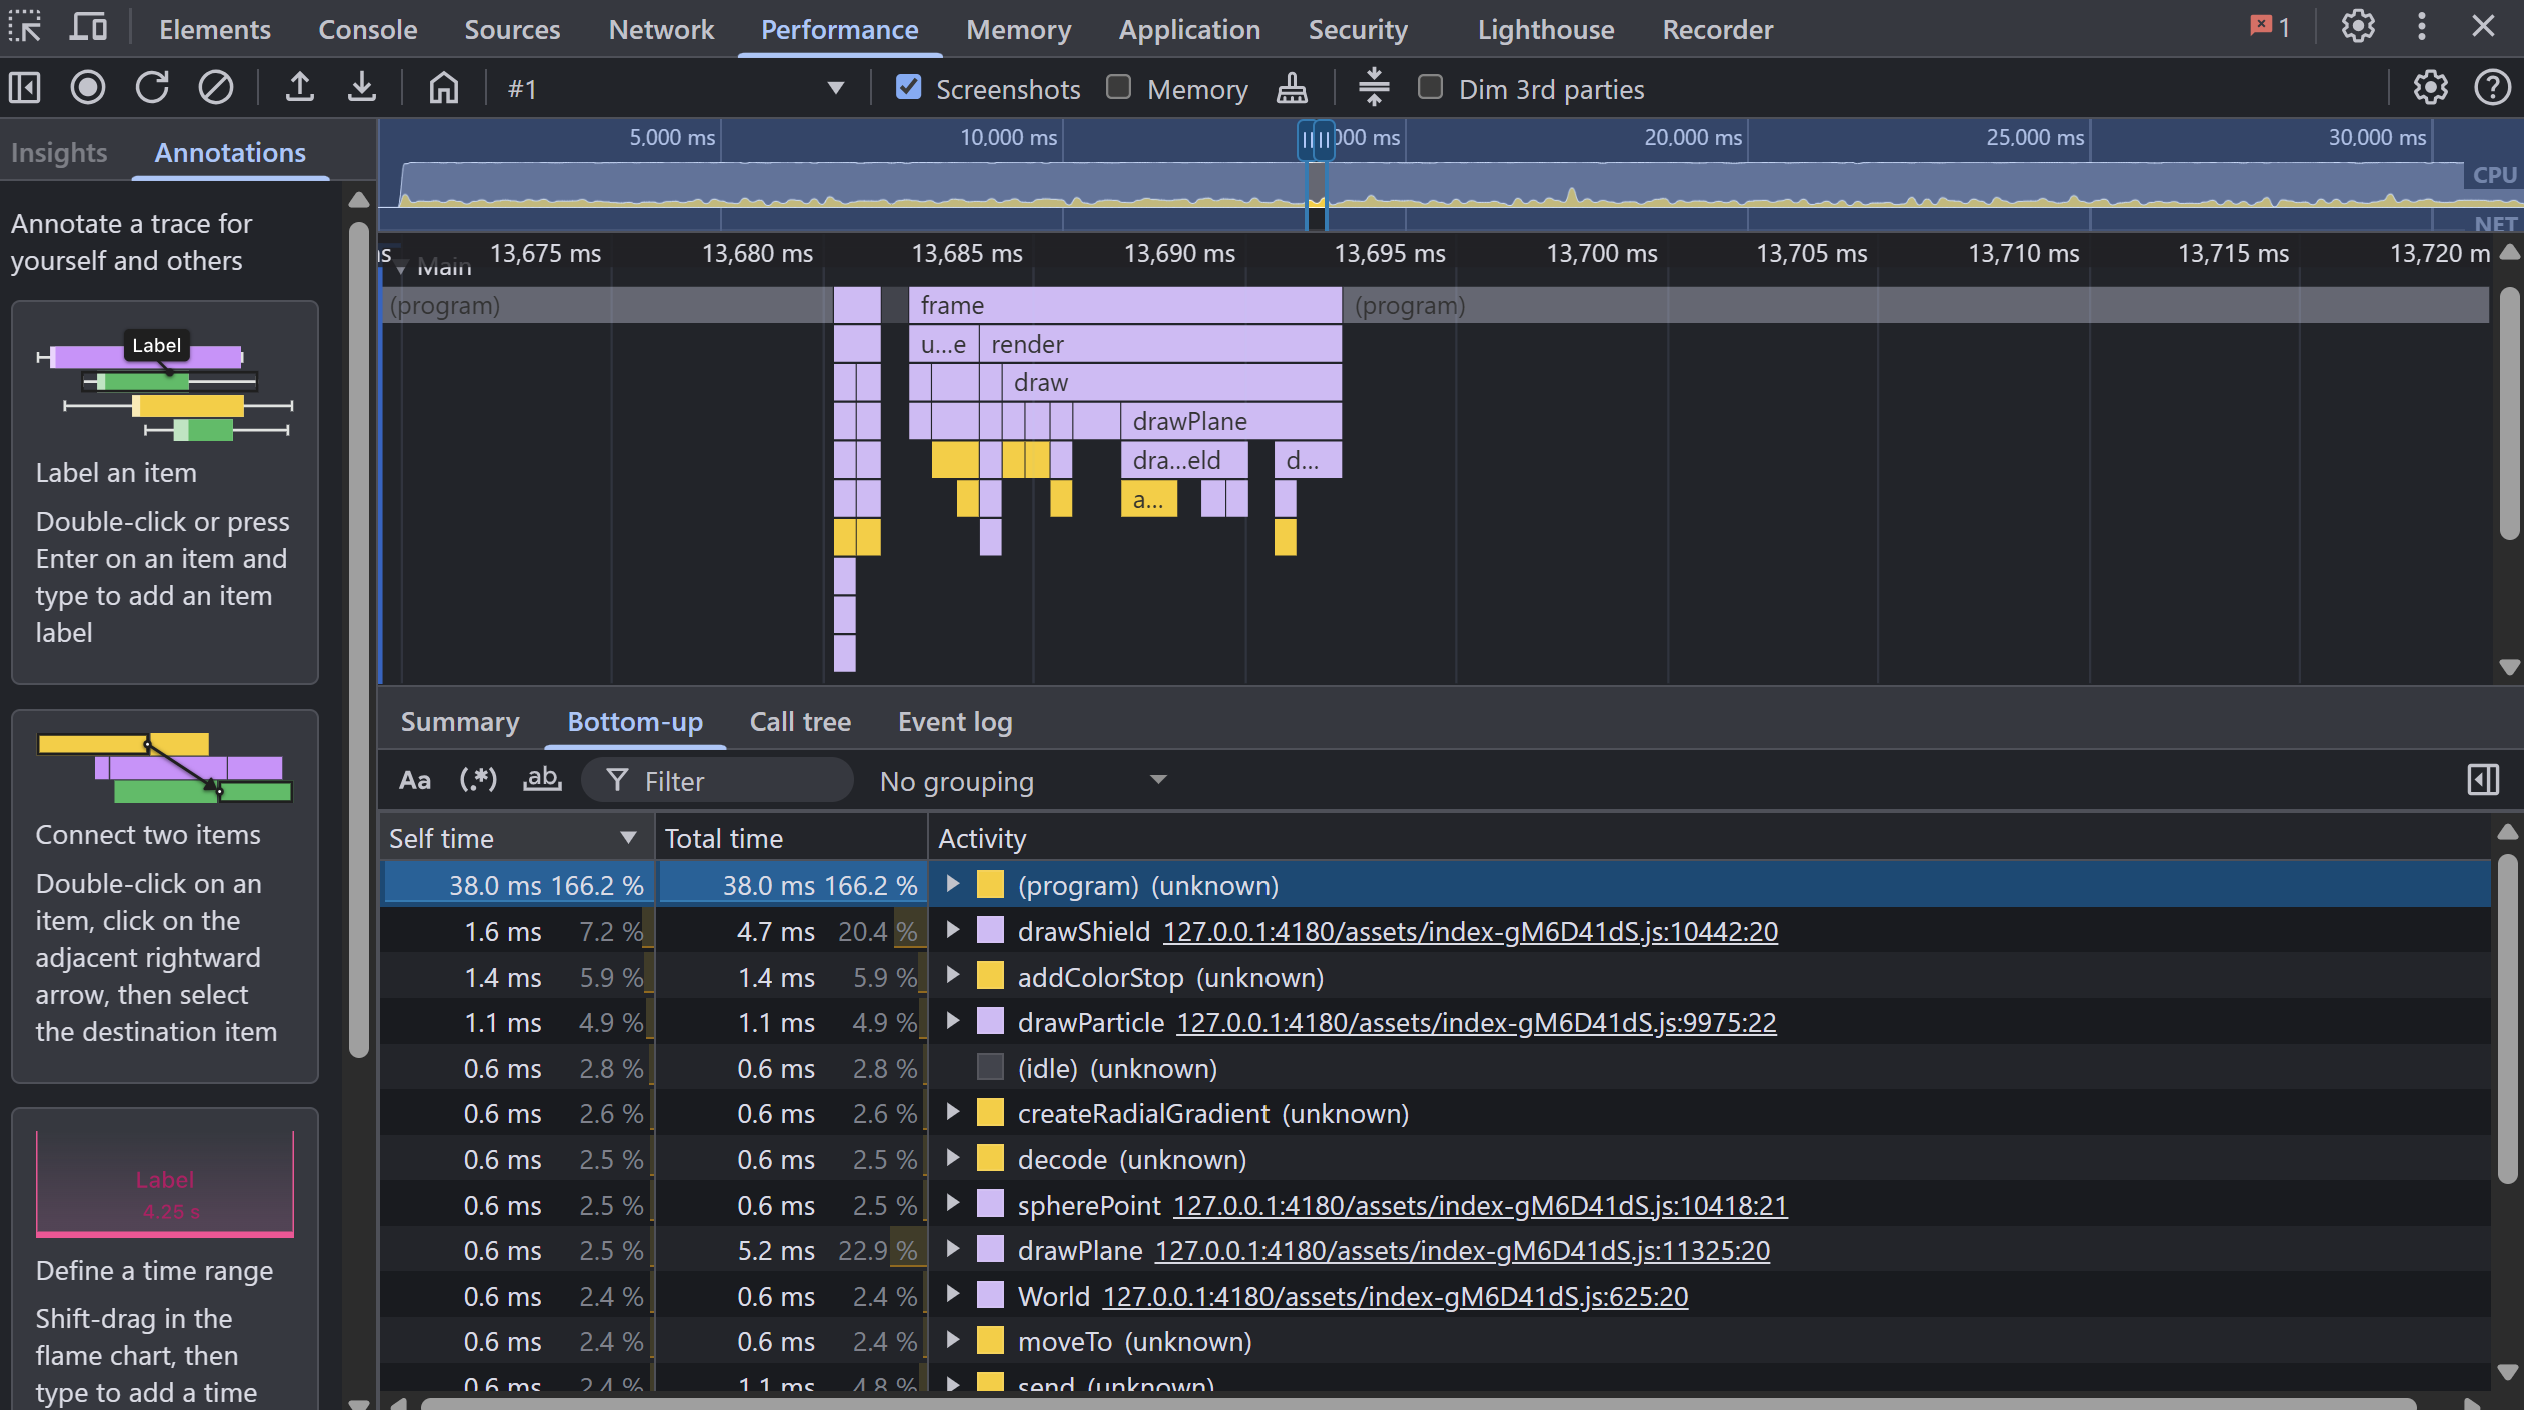 Elements Console Sources Network Performance Memory Application Security Lighthouse Recorder 1
#1 Screenshots Memory Dim 3rd parties
Insights Annotations
Annotate a trace for
yourself and others
Label
Label an item
Double-click or press
Enter on an item and
type to add an item
label
Connect two items
Double-click on an
item, click on the
adjacent rightward
arrow, then select
the destination item
Label
4.25 s
Define a time range
Shift-drag in the
flame chart, then
type to add a time
5,000 ms 10,000 ms 000 ms 20,000 ms 25,000 ms 30,000 ms
CPU
NET
ms 13,675 ms 13,680 ms 13,685 ms 13,690 ms 13,695 ms 13,700 ms 13,705 ms 13,710 ms 13,715 ms 13,720 m
Main
(program) frame (program)
u...e render
draw
drawPlane
dra...eld d...
a...
Summary Bottom-up Call tree Event log
Aa (.*) ab Filter No grouping
Self time Total time Activity
38.0 ms 166.2 % 38.0 ms 166.2 % (program) (unknown)
1.6 ms 7.2 % 4.7 ms 20.4 % drawShield 127.0.0.1:4180/assets/index-gM6D41dS.js:10442:20
1.4 ms 5.9 % 1.4 ms 5.9 % addColorStop (unknown)
1.1 ms 4.9 % 1.1 ms 4.9 % drawParticle 127.0.0.1:4180/assets/index-gM6D41dS.js:9975:22
0.6 ms 2.8 % 0.6 ms 2.8 % (idle) (unknown)
0.6 ms 2.6 % 0.6 ms 2.6 % createRadialGradient (unknown)
0.6 ms 2.5 % 0.6 ms 2.5 % decode (unknown)
0.6 ms 2.5 % 0.6 ms 2.5 % spherePoint 127.0.0.1:4180/assets/index-gM6D41dS.js:10418:21
0.6 ms 2.5 % 5.2 ms 22.9 % drawPlane 127.0.0.1:4180/assets/index-gM6D41dS.js:11325:20
0.6 ms 2.4 % 0.6 ms 2.4 % World 127.0.0.1:4180/assets/index-gM6D41dS.js:625:20
0.6 ms 2.4 % 0.6 ms 2.4 % moveTo (unknown)
0.6 ms 2.4 % 1.1 ms 4.8 % send (unknown)